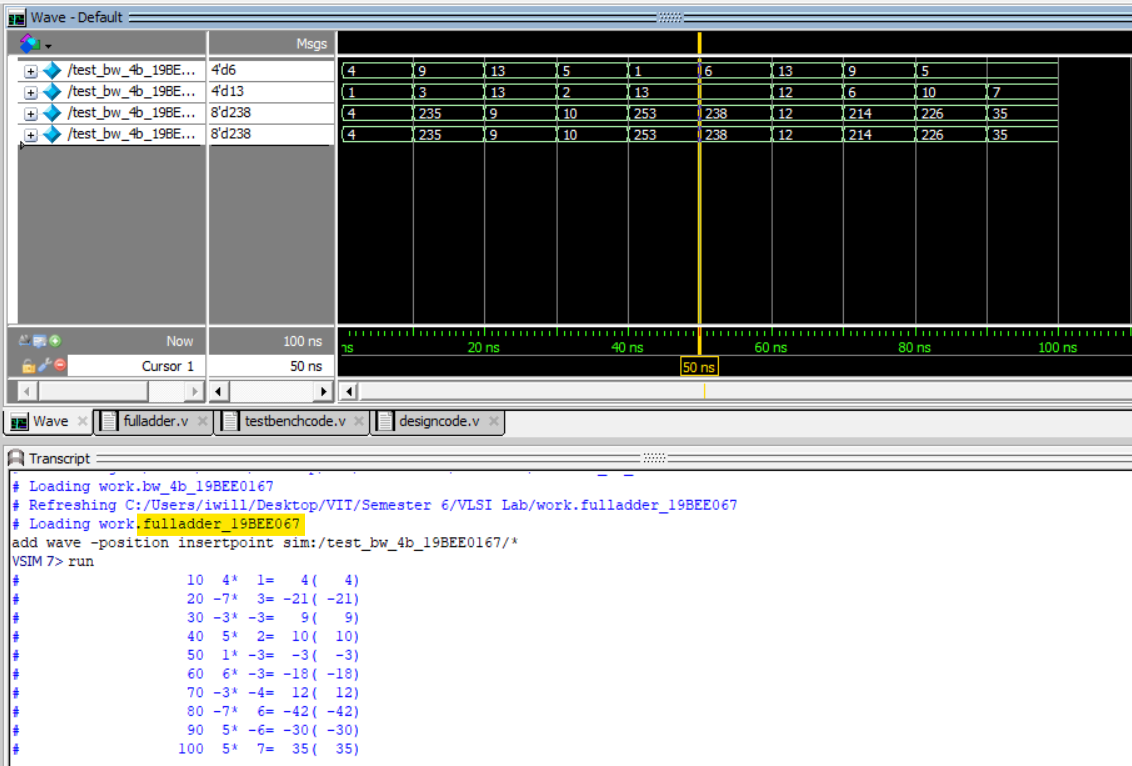 Wave - Default
Msgs
/test_bw_4b_19BE... 4'd6 4 9 13 5 1 6 13 9 5
/test_bw_4b_19BE... 4'd13 1 3 13 2 13 12 6 10 7
/test_bw_4b_19BE... 8'd238 4 235 9 10 253 238 12 214 226 35
/test_bw_4b_19BE... 8'd238 4 235 9 10 253 238 12 214 226 35
Now 100 ns ns 20 ns 40 ns 60 ns 80 ns 100 ns
Cursor 1 50 ns 50 ns
Wave fulladder.v testbenchcode.v designcode.v
Transcript
# Loading work.bw_4b_19BEE0167
# Refreshing C:/Users/iwill/Desktop/VIT/Semester 6/VLSI Lab/work.fulladder_19BEE067
# Loading work.fulladder_19BEE067
add wave -position insertpoint sim:/test_bw_4b_19BEE0167/*
VSIM 7> run
# 10 4* 1= 4( 4)
# 20 -7* 3= -21( -21)
# 30 -3* -3= 9( 9)
# 40 5* 2= 10( 10)
# 50 1* -3= -3( -3)
# 60 6* -3= -18( -18)
# 70 -3* -4= 12( 12)
# 80 -7* 6= -42( -42)
# 90 5* -6= -30( -30)
# 100 5* 7= 35( 35)